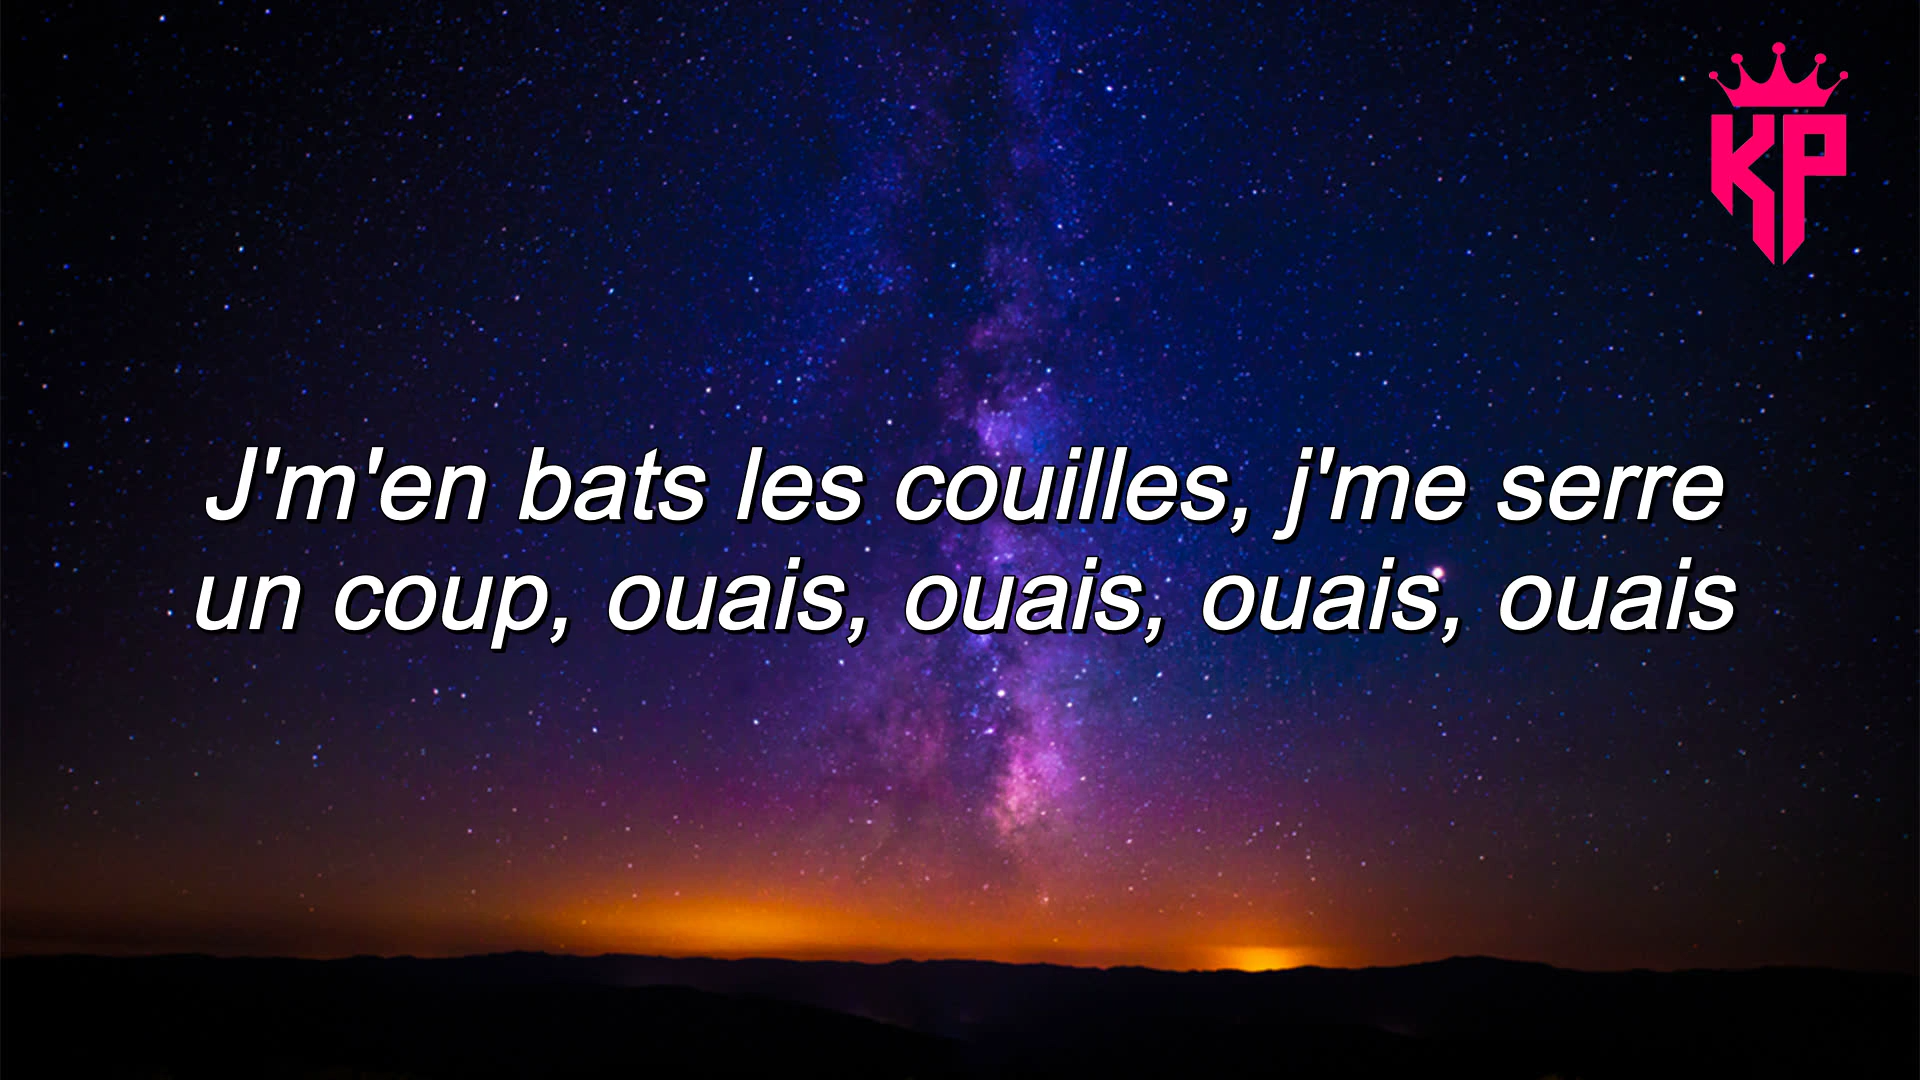 KP
J'm'en bats les couilles, j'me serre
un coup, ouais, ouais, ouais, ouais